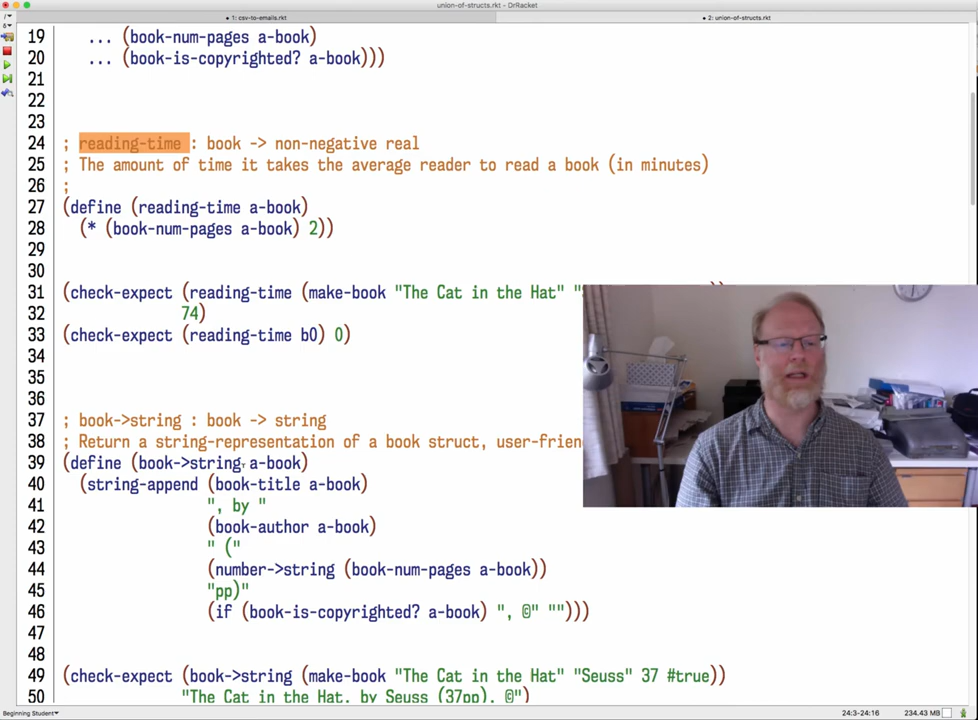 union-of-structs.rkt - DrRacket
1: csv-to-emails.rkt
2: union-of-structs.rkt
19 ... (book-num-pages a-book)
20 ... (book-is-copyrighted? a-book)))
21
22
23
24 ; reading-time : book -> non-negative real
25 ; The amount of time it takes the average reader to read a book (in minutes)
26 ;
27 (define (reading-time a-book)
28 (* (book-num-pages a-book) 2))
29
30
31 (check-expect (reading-time (make-book "The Cat in the Hat" "
32 74)
33 (check-expect (reading-time b0) 0)
34
35
36
37 ; book->string : book -> string
38 ; Return a string-representation of a book struct, user-frien
39 (define (book->string a-book)
40 (string-append (book-title a-book)
41 ", by "
42 (book-author a-book)
43 " ("
44 (number->string (book-num-pages a-book))
45 "pp)"
46 (if (book-is-copyrighted? a-book) ", ©" "")))
47
48
49 (check-expect (book->string (make-book "The Cat in the Hat" "Seuss" 37 #true))
50 "The Cat in the Hat, by Seuss (37pp), ©")
Beginning Student 24:3-24:16 234.43 MB